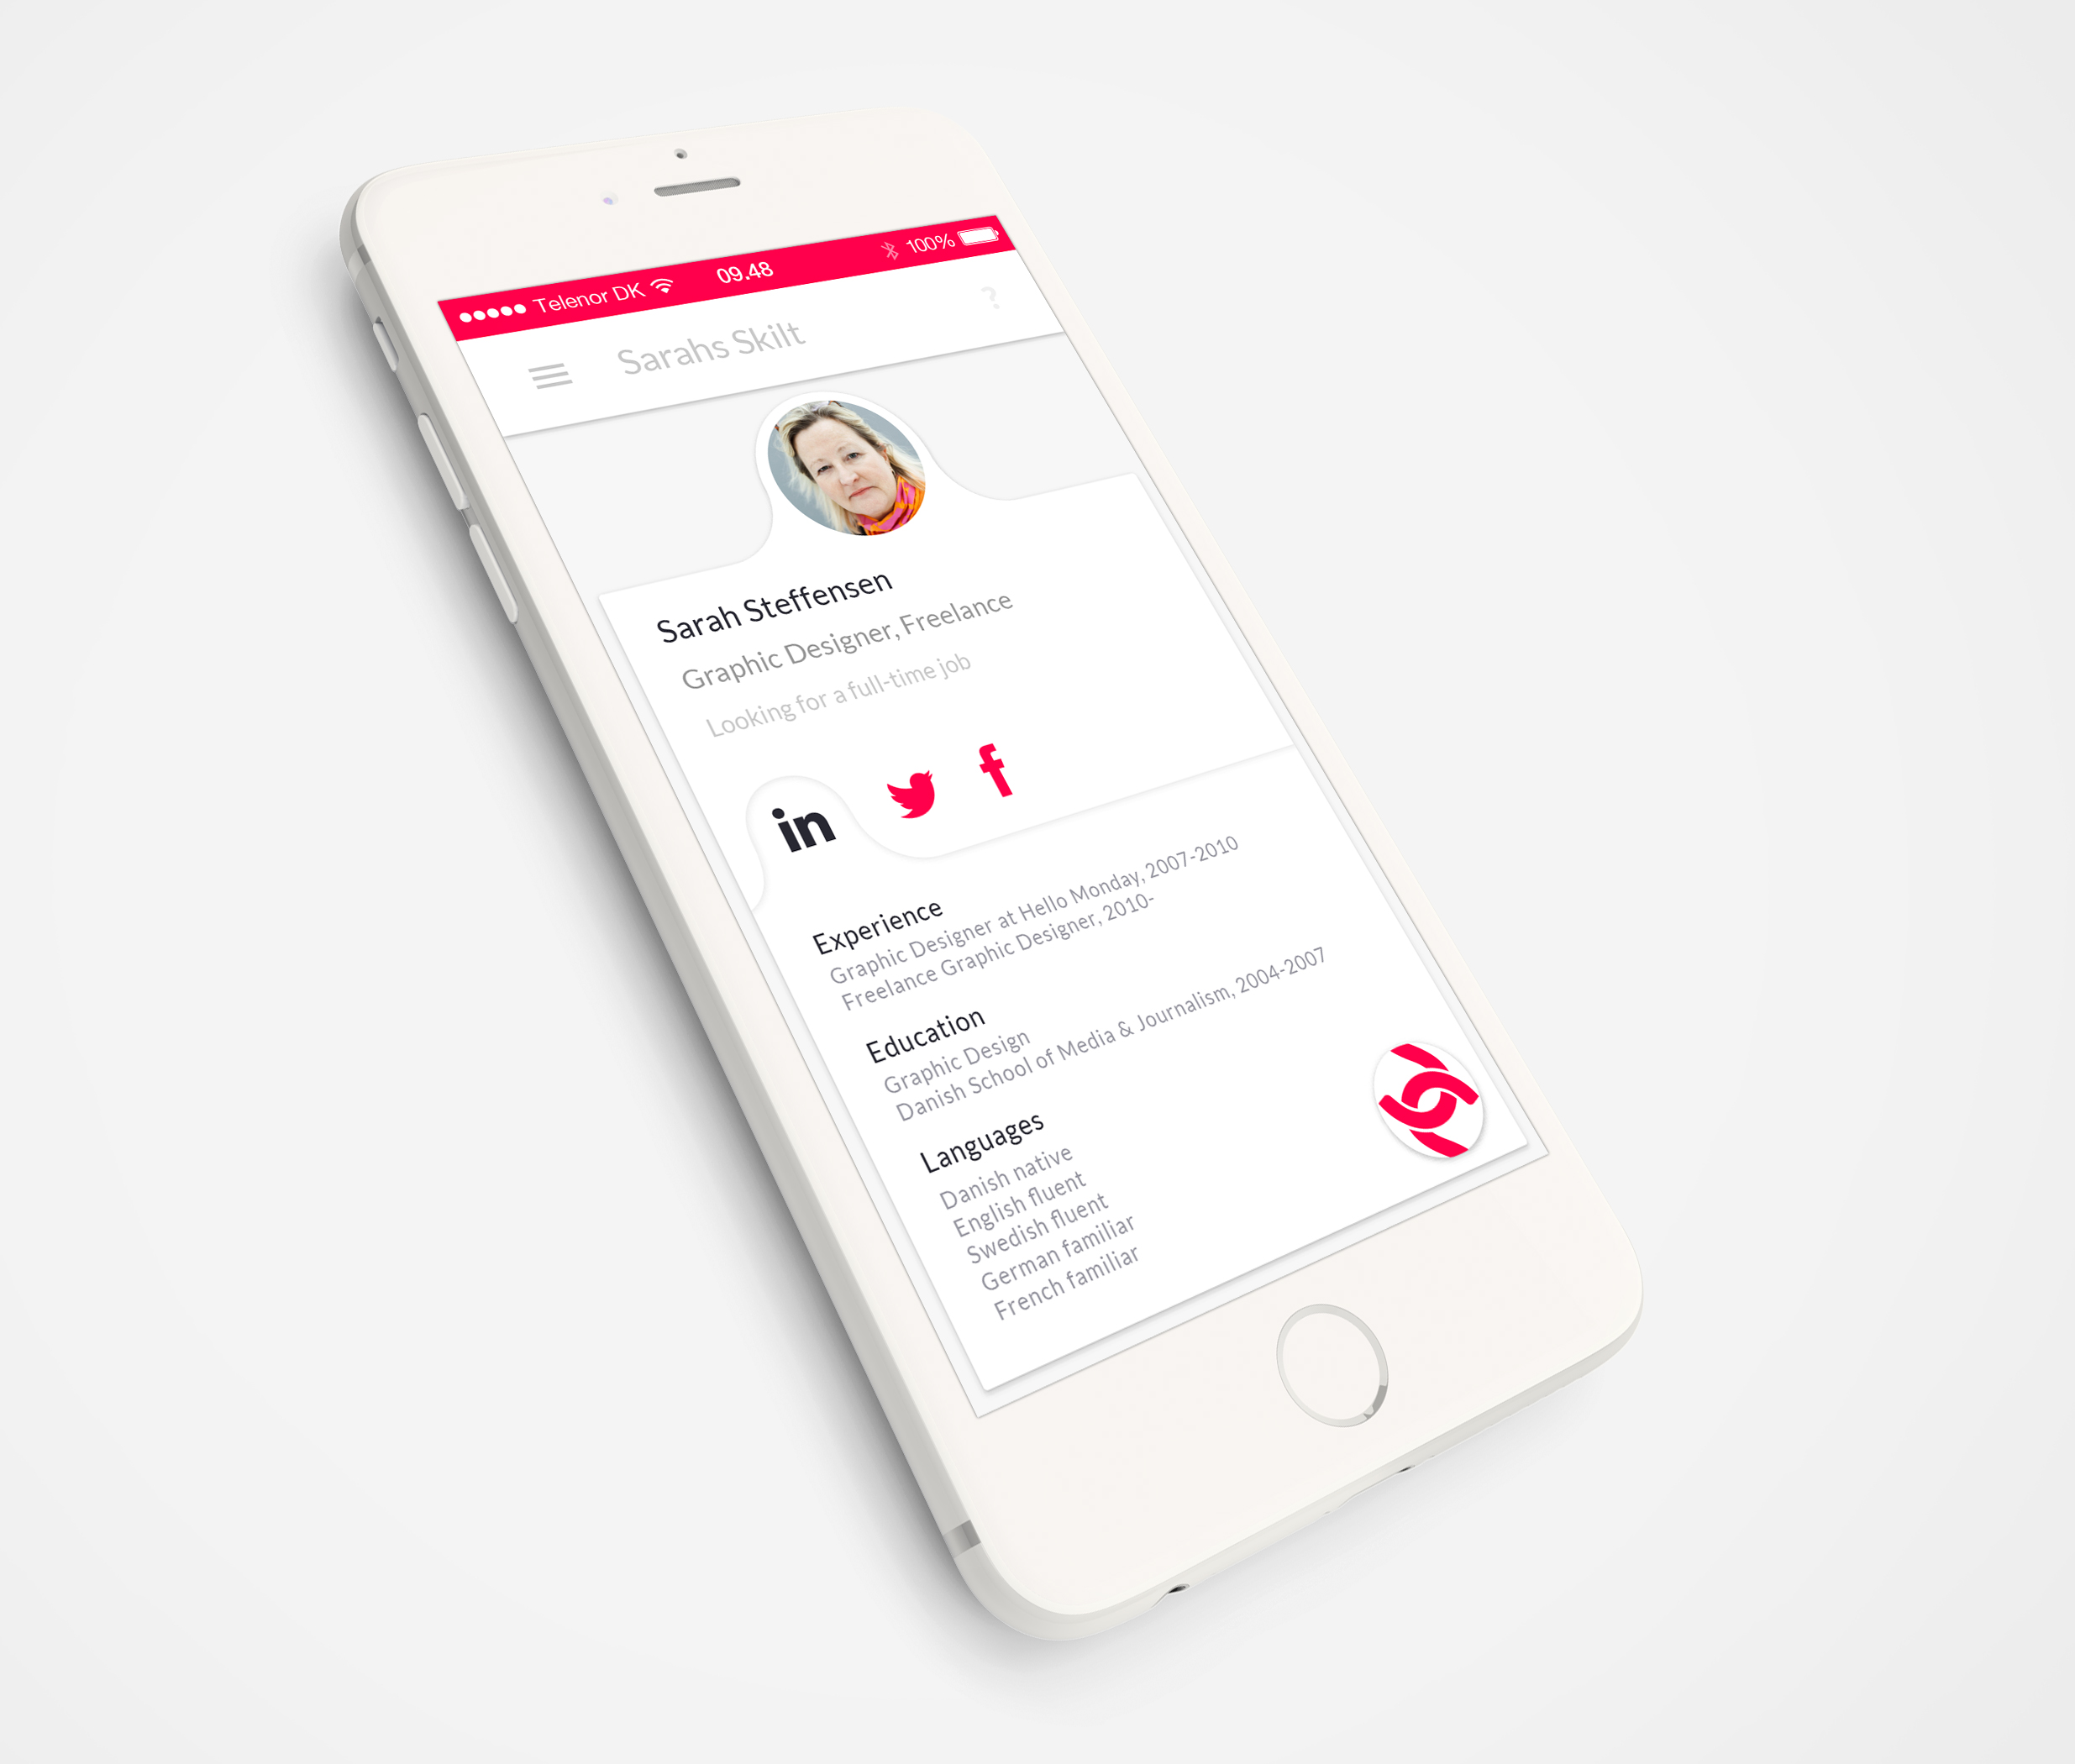 Telenor DK 09.48 100%
Sarahs Skilt ?
Sarah Steffensen
Graphic Designer, Freelance
Looking for a full-time job
in f
Experience
Graphic Designer at Hello Monday, 2007-2010
Freelance Graphic Designer, 2010-
Education
Graphic Design
Danish School of Media & Journalism, 2004-2007
Languages
Danish native
English fluent
Swedish fluent
German familiar
French familiar